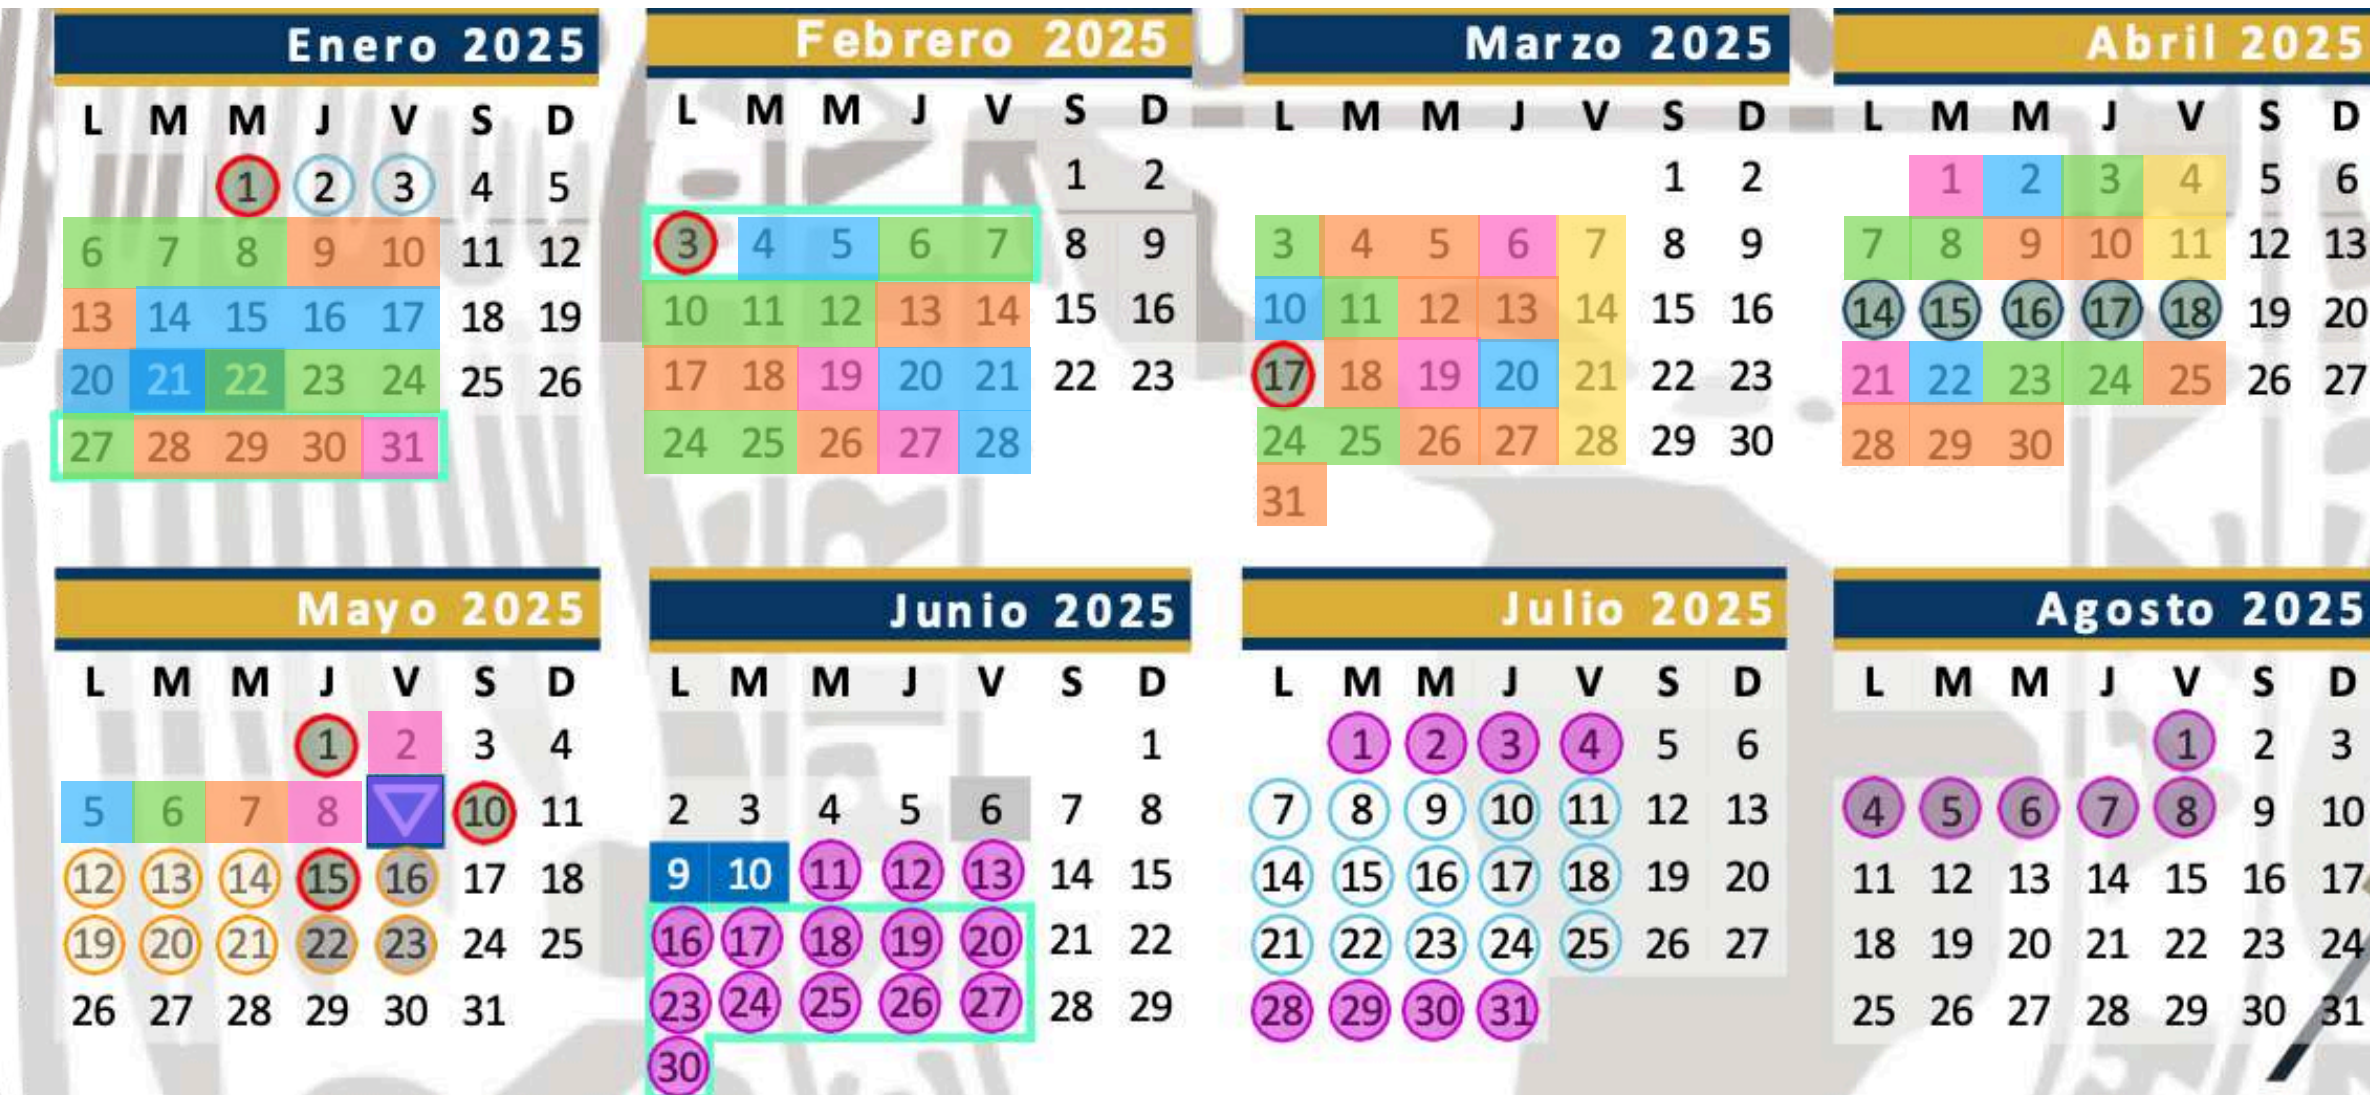 Enero 2025
L M M J V S D
1 2 3 4 5
6 7 8 9 10 11 12
13 14 15 16 17 18 19
20 21 22 23 24 25 26
27 28 29 30 31
Febrero 2025
L M M J V S D
1 2
3 4 5 6 7 8 9
10 11 12 13 14 15 16
17 18 19 20 21 22 23
24 25 26 27 28
Marzo 2025
L M M J V S D
1 2
3 4 5 6 7 8 9
10 11 12 13 14 15 16
17 18 19 20 21 22 23
24 25 26 27 28 29 30
31
Abril 2025
L M M J V S D
1 2 3 4 5 6
7 8 9 10 11 12 13
14 15 16 17 18 19 20
21 22 23 24 25 26 27
28 29 30
Mayo 2025
L M M J V S D
1 2 3 4
5 6 7 8 10 11
12 13 14 15 16 17 18
19 20 21 22 23 24 25
26 27 28 29 30 31
Junio 2025
L M M J V S D
1
2 3 4 5 6 7 8
9 10 11 12 13 14 15
16 17 18 19 20 21 22
23 24 25 26 27 28 29
30
Julio 2025
L M M J V S D
1 2 3 4 5 6
7 8 9 10 11 12 13
14 15 16 17 18 19 20
21 22 23 24 25 26 27
28 29 30 31
Agosto 2025
L M M J V S D
1 2 3
4 5 6 7 8 9 10
11 12 13 14 15 16 17
18 19 20 21 22 23 24
25 26 27 28 29 30 31